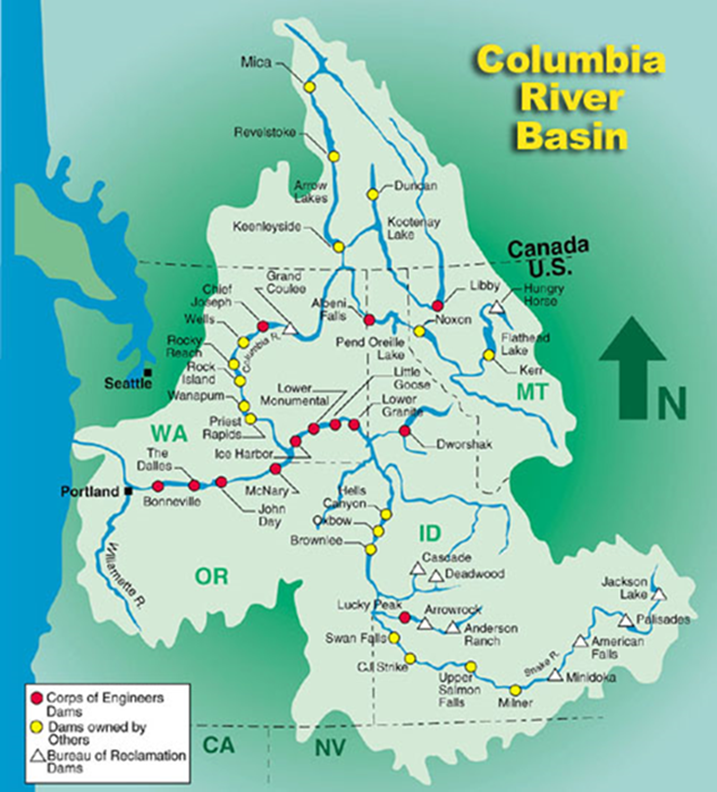 Columbia
River
Basin
Mica
Revelstoke
Arrow
Lakes
Duncan
Keenleyside
Kootenay
Lake
Canada
U.S.
Grand
Coulee
Chief
Joseph
Albeni
Falls
Libby
Hungry
Horse
Wells
Noxon
Columbia R.
Rocky
Reach
Pend Oreille
Lake
Flathead
Lake
Rock
Island
Kerr
Seattle
Little
Goose
MT
N
Wanapum
Lower
Monumental
Lower
Granite
Priest
Rapids
WA
Ice Harbor
Dworshak
The
Dalles
Portland
Bonneville
McNary
John
Day
Hells
Canyon
Oxbow
Brownlee
ID
Willamette R.
OR
Cascade
Deadwood
Jackson
Lake
Lucky Peak
Arrowrock
Anderson
Ranch
Palisades
Swan Falls
American
Falls
CJ Strike
Snake R.
Upper
Salmon
Falls
Minidoka
Milner
Corps of Engineers
Dams
Dams owned by
Others
Bureau of Reclamation
Dams
CA
NV